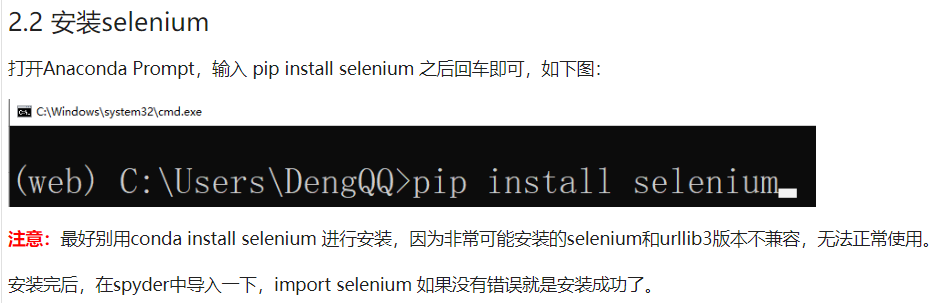 2.2 安装selenium
打开Anaconda Prompt，输入 pip install selenium 之后回车即可，如下图：
C:\Windows\system32\cmd.exe
(web) C:\Users\DengQQ>pip install selenium
注意：最好别用conda install selenium 进行安装，因为非常可能安装的selenium和urllib3版本不兼容，无法正常使用。
安装完后，在spyder中导入一下，import selenium 如果没有错误就是安装成功了。